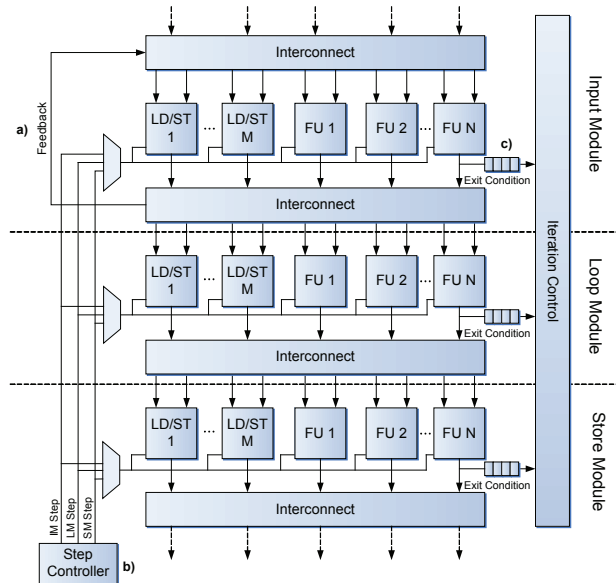 Interconnect
Input Module
a)
Feedback
LD/ST 1
...
LD/ST M
FU 1
FU 2
...
FU N
c)
Exit Condition
Interconnect
Iteration Control
Loop Module
LD/ST 1
...
LD/ST M
FU 1
FU 2
...
FU N
Exit Condition
Interconnect
Store Module
LD/ST 1
...
LD/ST M
FU 1
FU 2
...
FU N
Exit Condition
Interconnect
IM Step
LM Step
SM Step
Step
Controller
b)